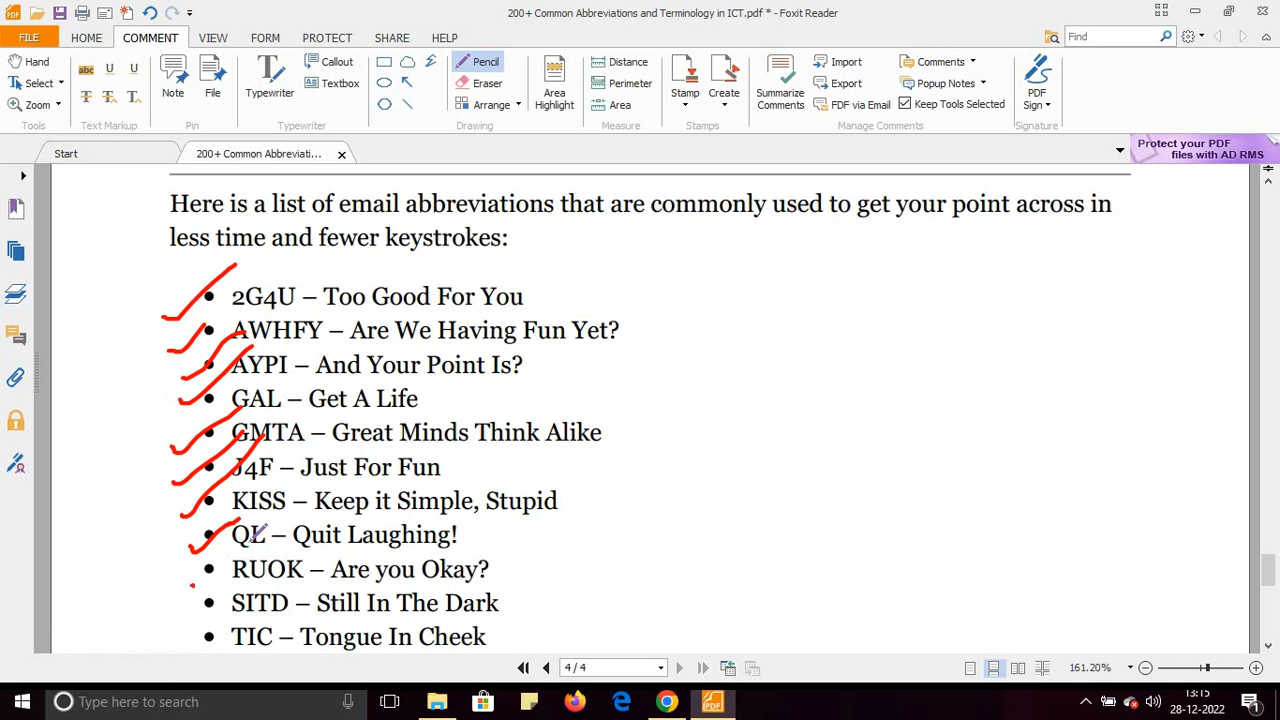 200+ Common Abbreviations and Terminology in ICT.pdf * - Foxit Reader
FILE HOME COMMENT VIEW FORM PROTECT SHARE HELP Find
Hand
Select
Zoom
Tools
abc U U
T T T
Text Markup
Note File
Pin
Typewriter
Callout
Textbox
Typewriter
Pencil
Eraser
Arrange
Drawing
Area
Highlight
Distance
Perimeter
Area
Measure
Stamp Create
Stamps
Summarize
Comments
Import
Export
FDF via Email
Comments
Popup Notes
Keep Tools Selected
Manage Comments
PDF
Sign
Signature
Start
200+ Common Abbreviati...
Protect your PDF
files with AD RMS
Here is a list of email abbreviations that are commonly used to get your point across in
less time and fewer keystrokes:
• 2G4U – Too Good For You
• AWHFY – Are We Having Fun Yet?
• AYPI – And Your Point Is?
• GAL – Get A Life
• GMTA – Great Minds Think Alike
• J4F – Just For Fun
• KISS – Keep it Simple, Stupid
• QL – Quit Laughing!
• RUOK – Are you Okay?
• SITD – Still In The Dark
• TIC – Tongue In Cheek
4 / 4
161.20%
Type here to search
13:15
28-12-2022
1